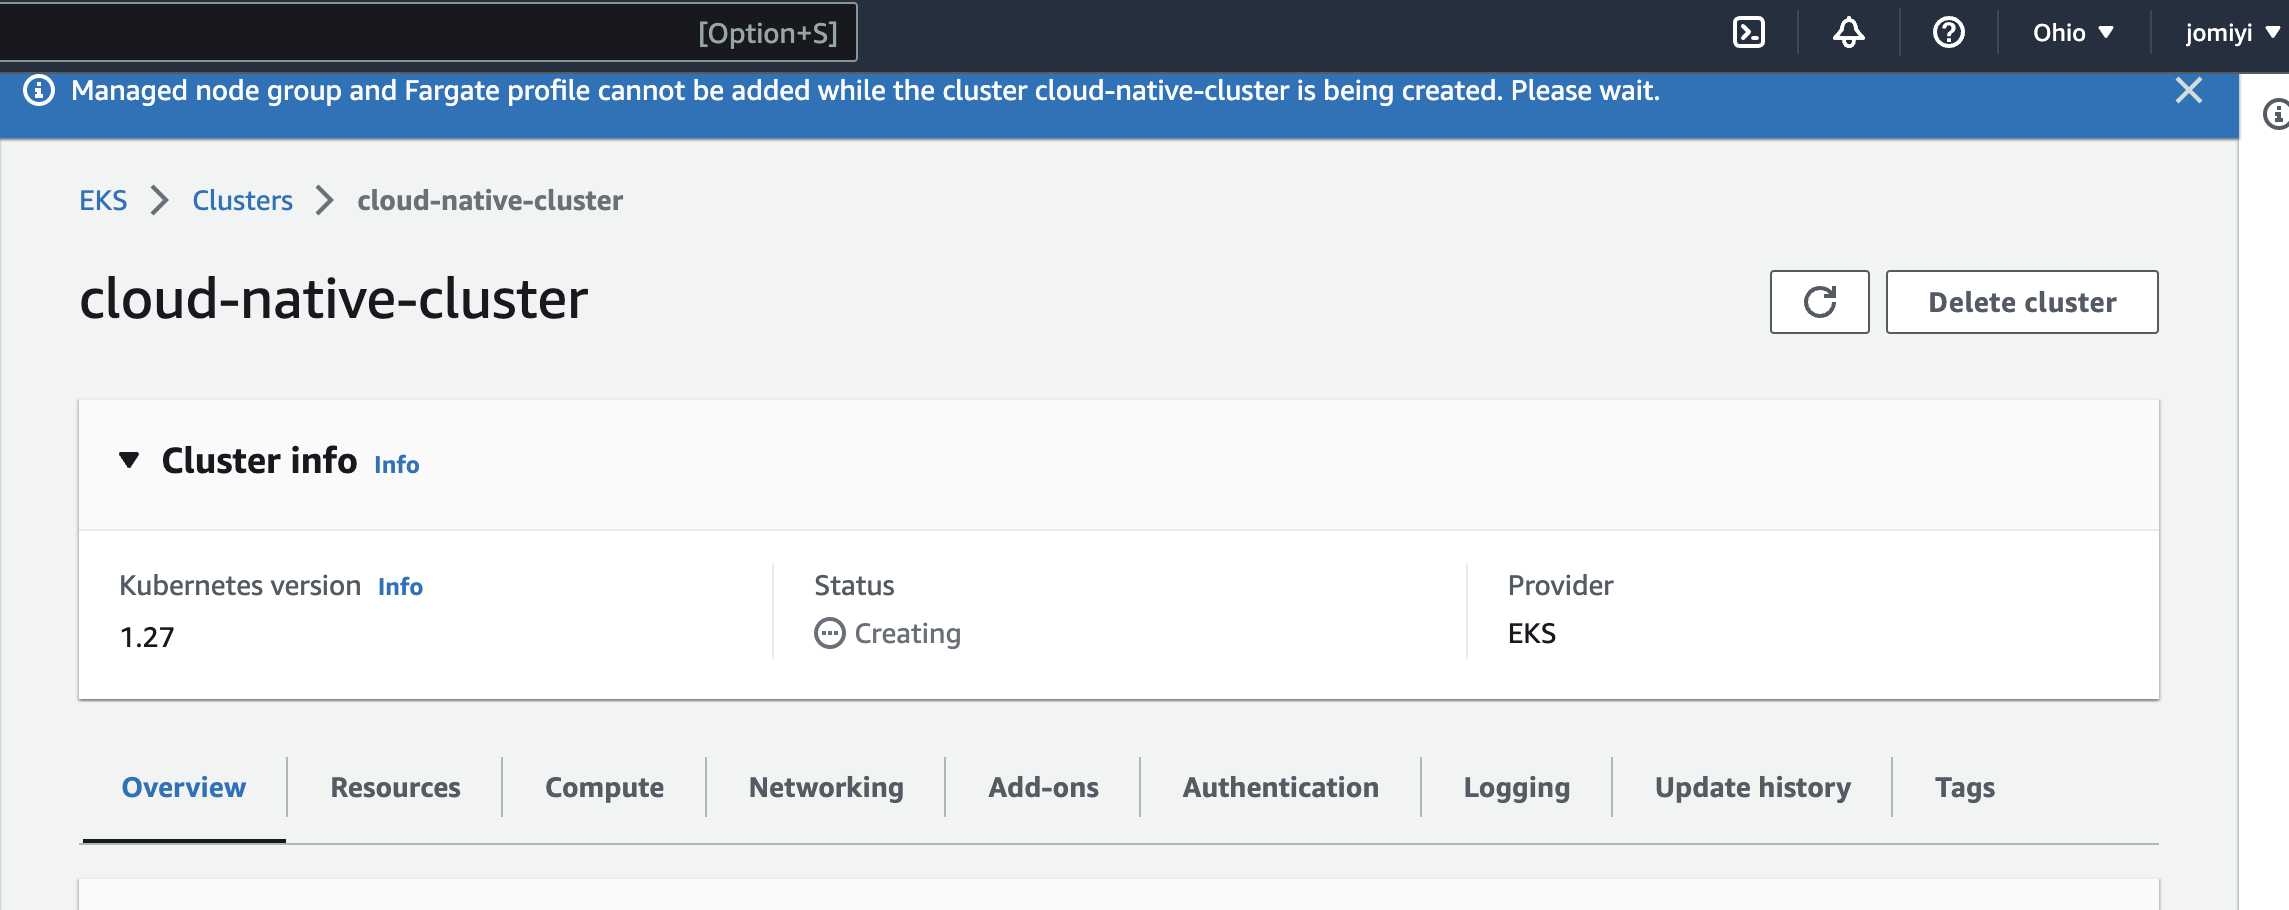 [Option+S]
Ohio
jomiyi
Managed node group and Fargate profile cannot be added while the cluster cloud-native-cluster is being created. Please wait.
EKS
Clusters
cloud-native-cluster
cloud-native-cluster
Delete cluster
Cluster info
Info
Kubernetes version
Info
1.27
Status
Creating
Provider
EKS
Overview
Resources
Compute
Networking
Add-ons
Authentication
Logging
Update history
Tags